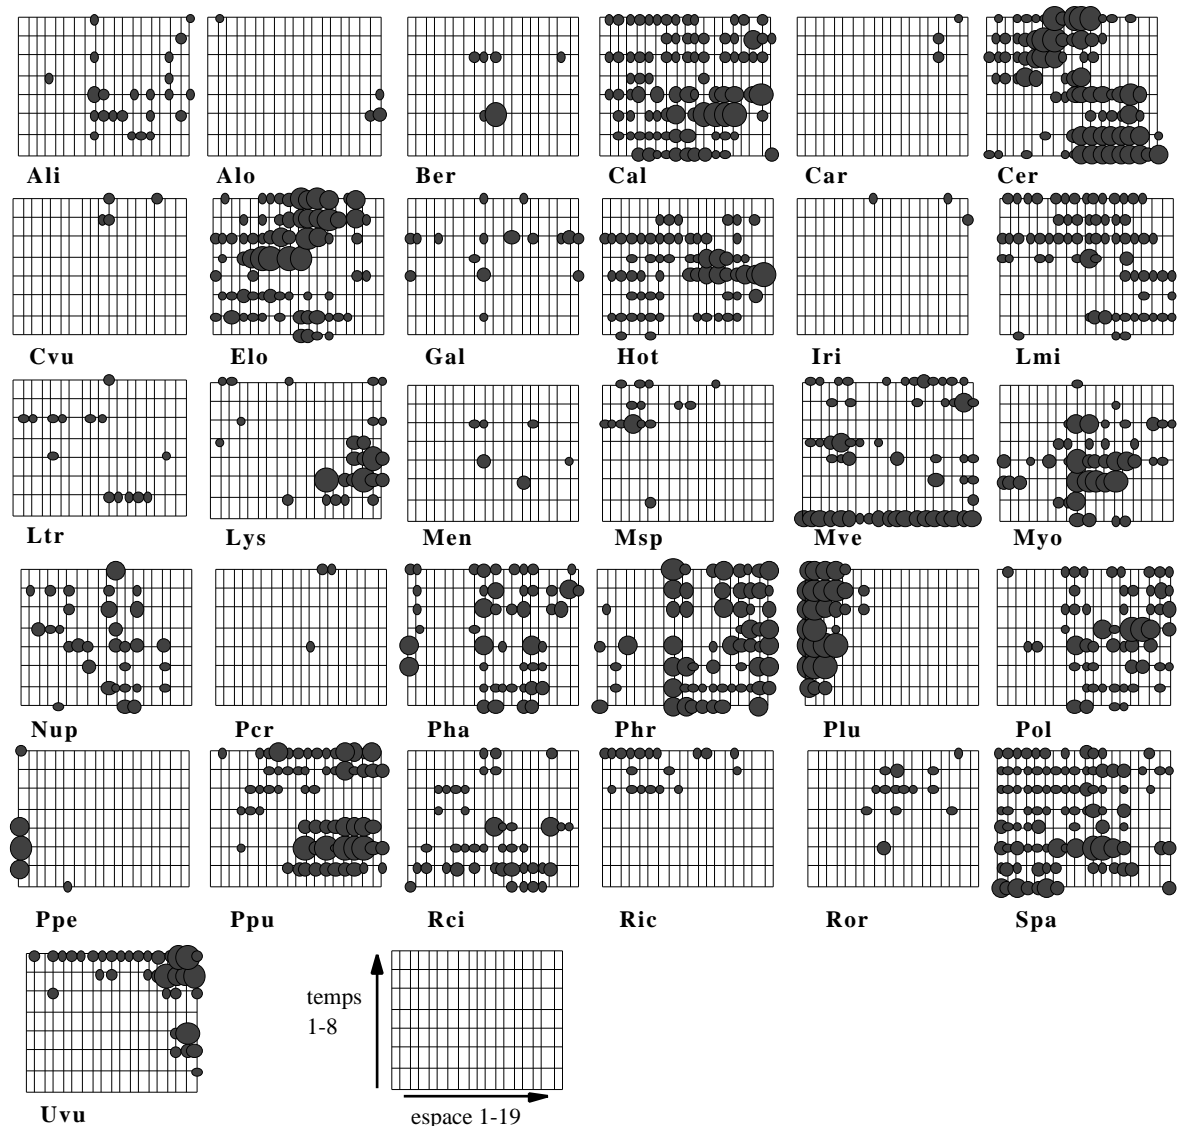 Ali Alo Ber Cal Car Cer
Cvu Elo Gal Hot Iri Lmi
Ltr Lys Men Msp Mve Myo
Nup Pcr Pha Phr Plu Pol
Ppe Ppu Rci Ric Ror Spa
temps
1-8
Uvu
espace 1-19